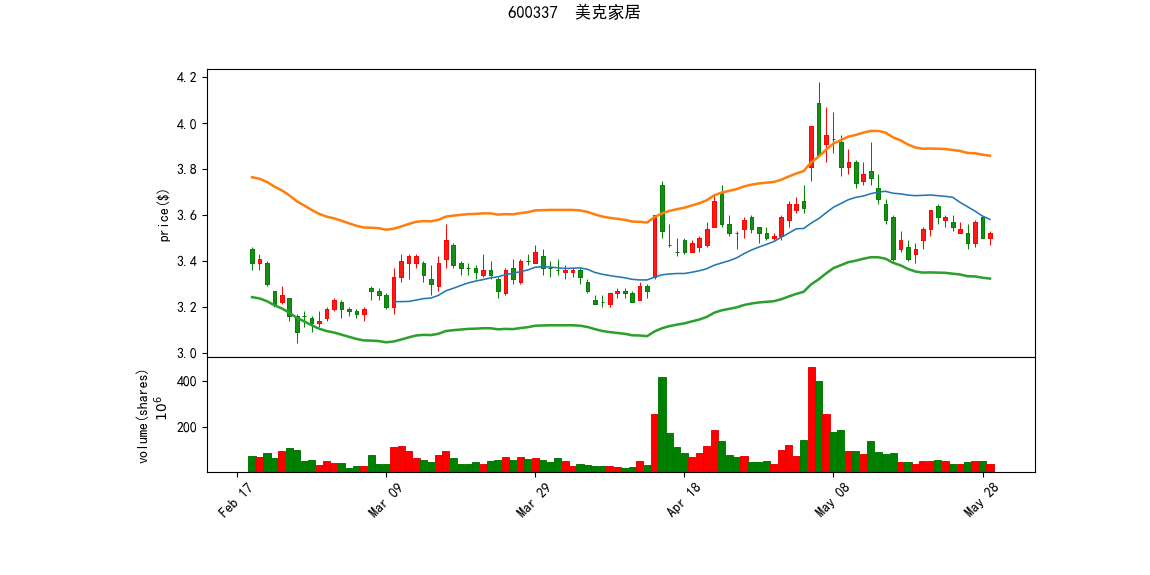 600337 美克家居
price($)
4.2
4.0
3.8
3.6
3.4
3.2
3.0
volume(shares)
10^6
400
200
Feb 17
Mar 09
Mar 29
Apr 18
May 08
May 28